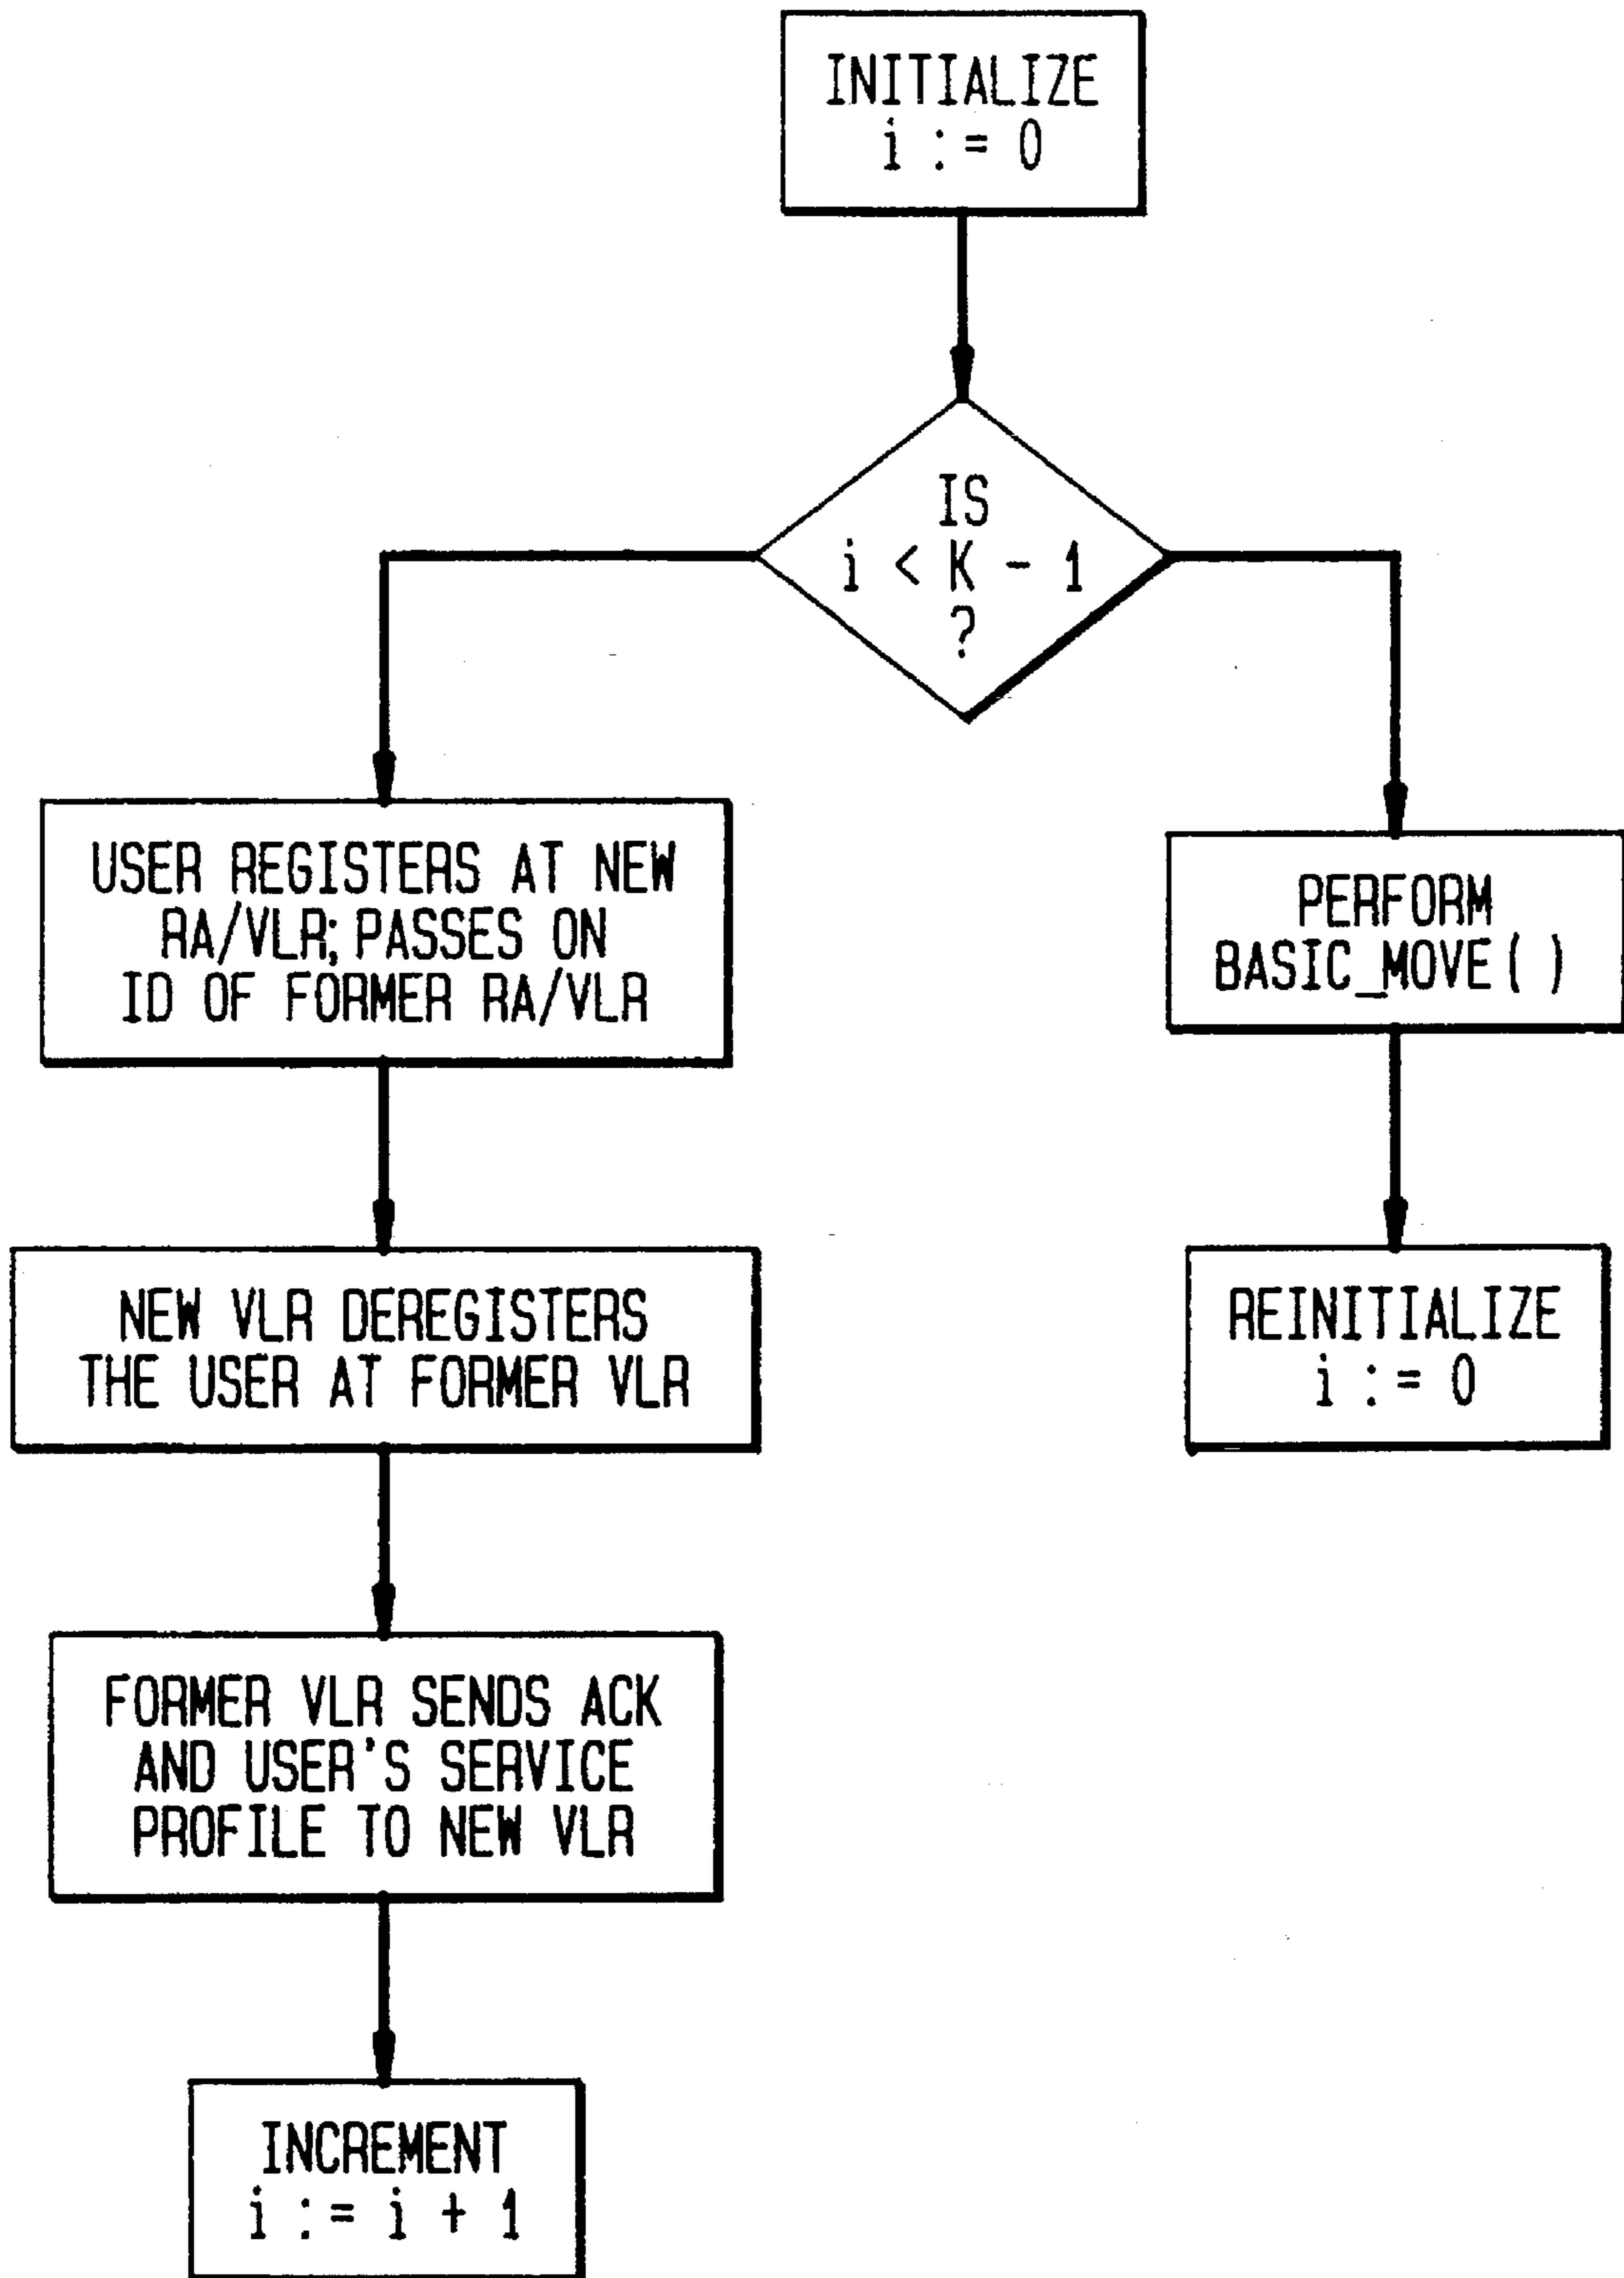 INITIALIZE
i := 0
IS
i < K - 1
?
USER REGISTERS AT NEW
RA/VLR; PASSES ON
ID OF FORMER RA/VLR
PERFORM
BASIC_MOVE( )
NEW VLR DEREGISTERS
THE USER AT FORMER VLR
REINITIALIZE
i := 0
FORMER VLR SENDS ACK
AND USER'S SERVICE
PROFILE TO NEW VLR
INCREMENT
i := i + 1